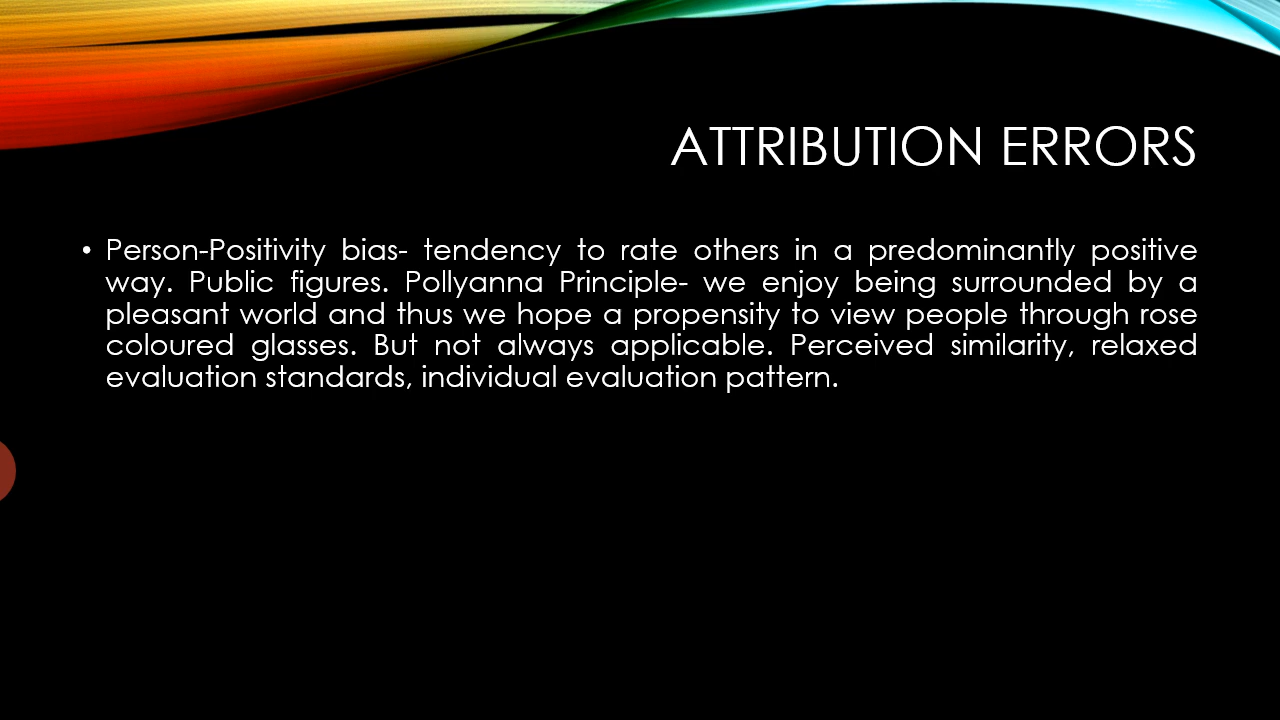 ATTRIBUTION ERRORS
• Person-Positivity bias- tendency to rate others in a predominantly positive
way. Public figures. Pollyanna Principle- we enjoy being surrounded by a
pleasant world and thus we hope a propensity to view people through rose
coloured glasses. But not always applicable. Perceived similarity, relaxed
evaluation standards, individual evaluation pattern.